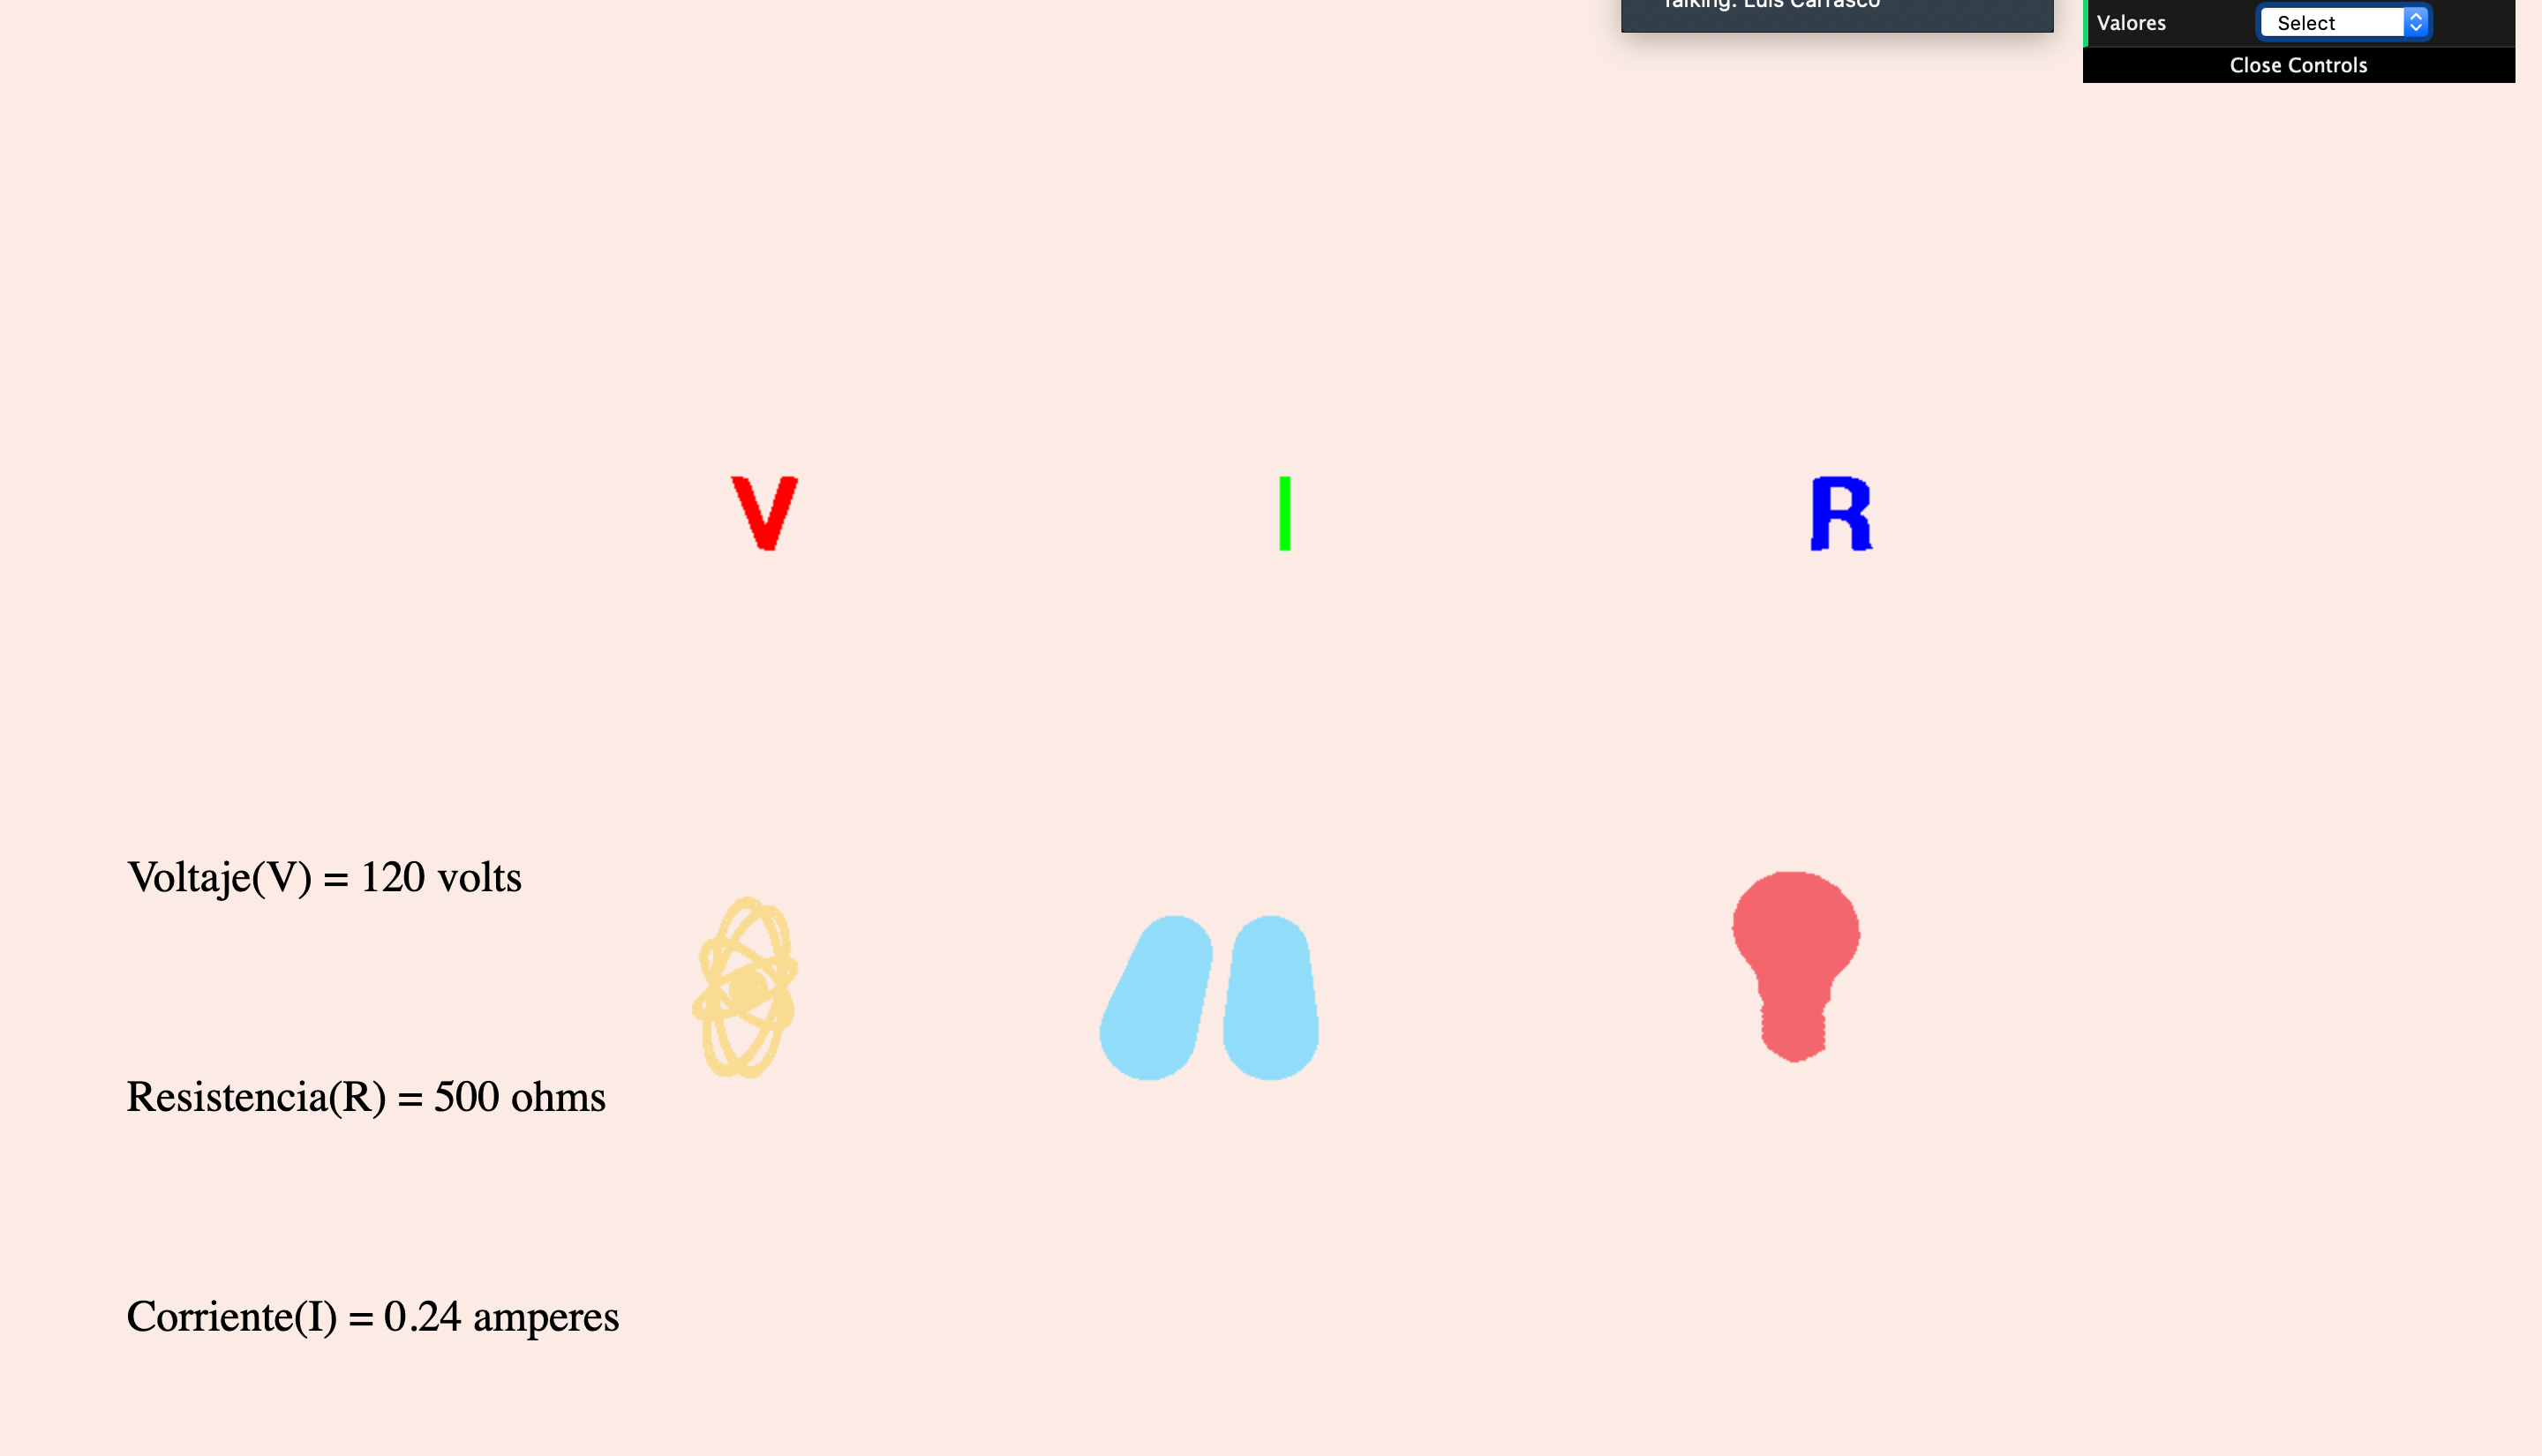 Talking: Luis Carrasco
Valores Select
Close Controls
V I R
Voltaje(V) = 120 volts
Resistencia(R) = 500 ohms
Corriente(I) = 0.24 amperes